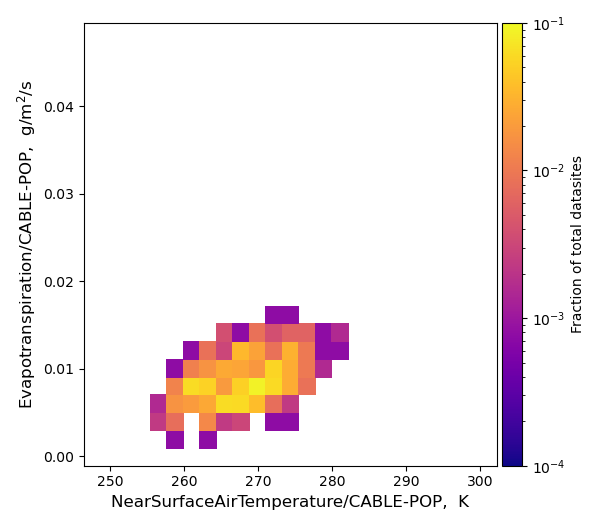 0.04
0.03
0.02
0.01
0.00
250 260 270 280 290 300
NearSurfaceAirTemperature/CABLE-POP, K
Evapotranspiration/CABLE-POP, g/m²/s
10⁻¹
10⁻²
10⁻³
10⁻⁴
Fraction of total datasites